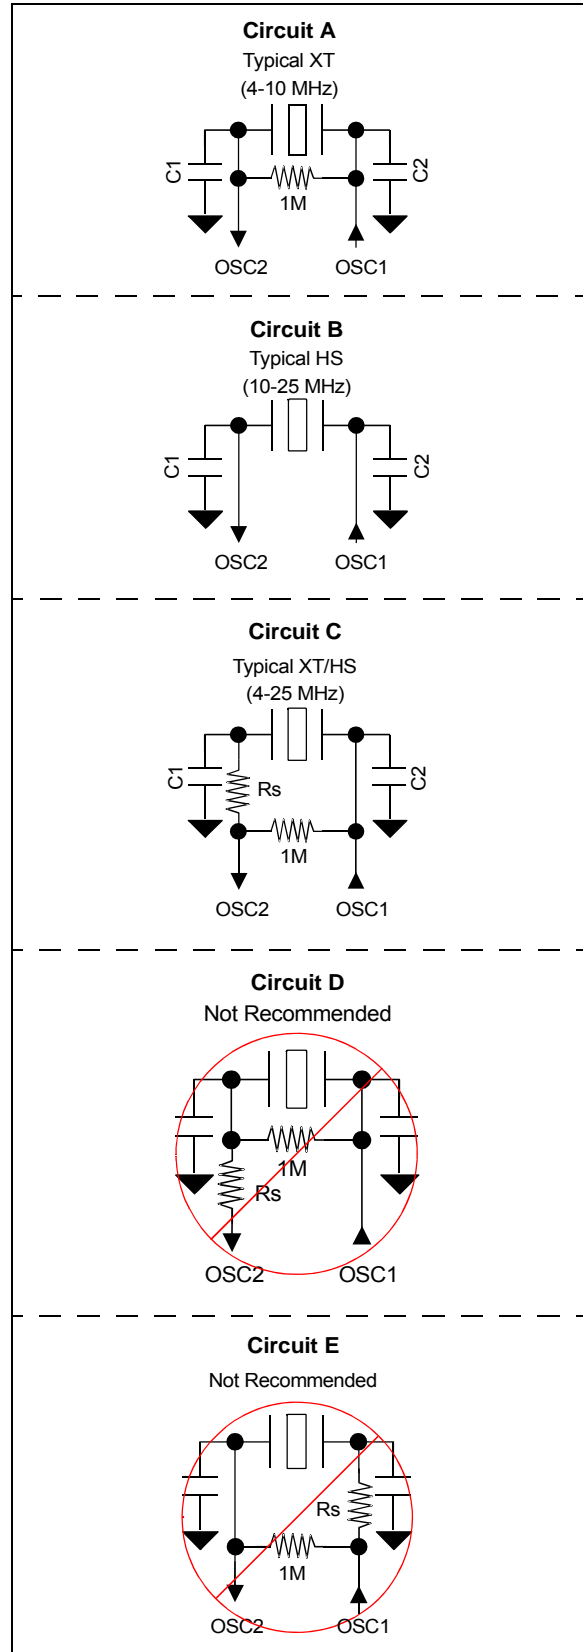 Circuit A
Typical XT
(4-10 MHz)
C1
C2
1M
OSC2 OSC1
Circuit B
Typical HS
(10-25 MHz)
C1
C2
OSC2 OSC1
Circuit C
Typical XT/HS
(4-25 MHz)
C1
Rs
C2
1M
OSC2 OSC1
Circuit D
Not Recommended
1M
Rs
OSC2 OSC1
Circuit E
Not Recommended
Rs
1M
OSC2 OSC1